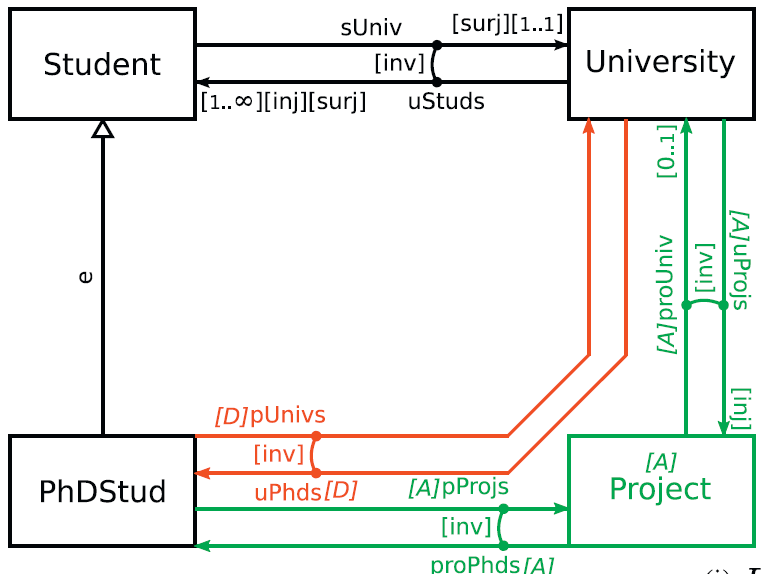 sUniv
[surj][1..1]
Student
[inv]
University
[1..∞][inj][surj]
uStuds
[0..1]
[A]uProjs
e
[A]proUniv
[inv]
[inj]
[D]pUnivs
[inv]
uPhds[D]
PhDStud
[A]pProjs
[A]
Project
[inv]
proPhds[A]